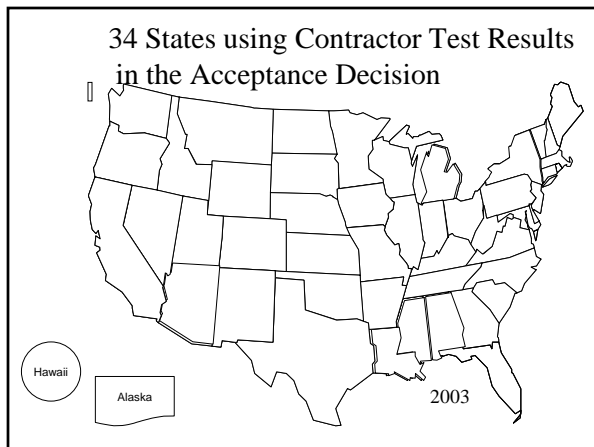 34 States using Contractor Test Results
in the Acceptance Decision
Hawaii
Alaska
2003